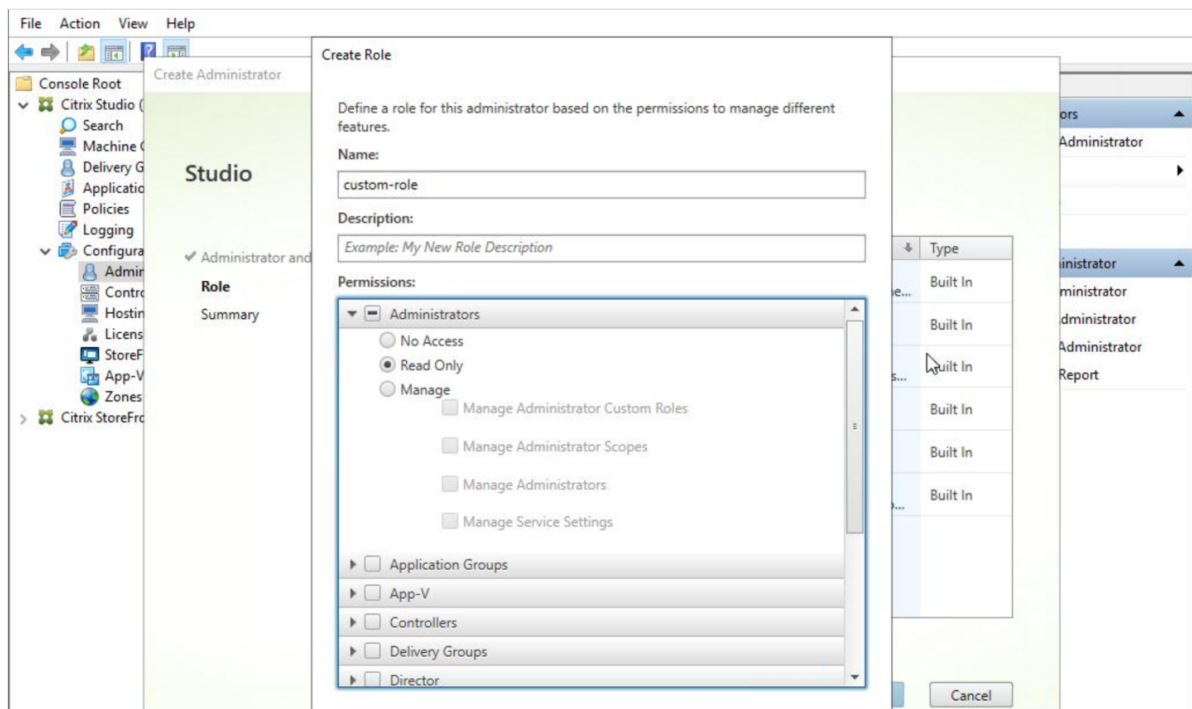 File Action View Help
Create Role
Console Root
Create Administrator
Citrix Studio (
Search
Machine
Delivery G
Applicatio
Policies
Logging
Configura
Admir
Contro
Hostin
Licens
StoreF
App-V
Zones
Citrix StoreFro
Studio
Administrator and
Role
Summary
Define a role for this administrator based on the permissions to manage different
features.
Name:
custom-role
Description:
Example: My New Role Description
Permissions:
Administrators
No Access
Read Only
Manage
Manage Administrator Custom Roles
Manage Administrator Scopes
Manage Administrators
Manage Service Settings
Application Groups
App-V
Controllers
Delivery Groups
Director
Type
e... Built In
Built In
s... Built In
Built In
Built In
Built In
Cancel
ors
Administrator
inistrator
ministrator
dministrator
Administrator
Report